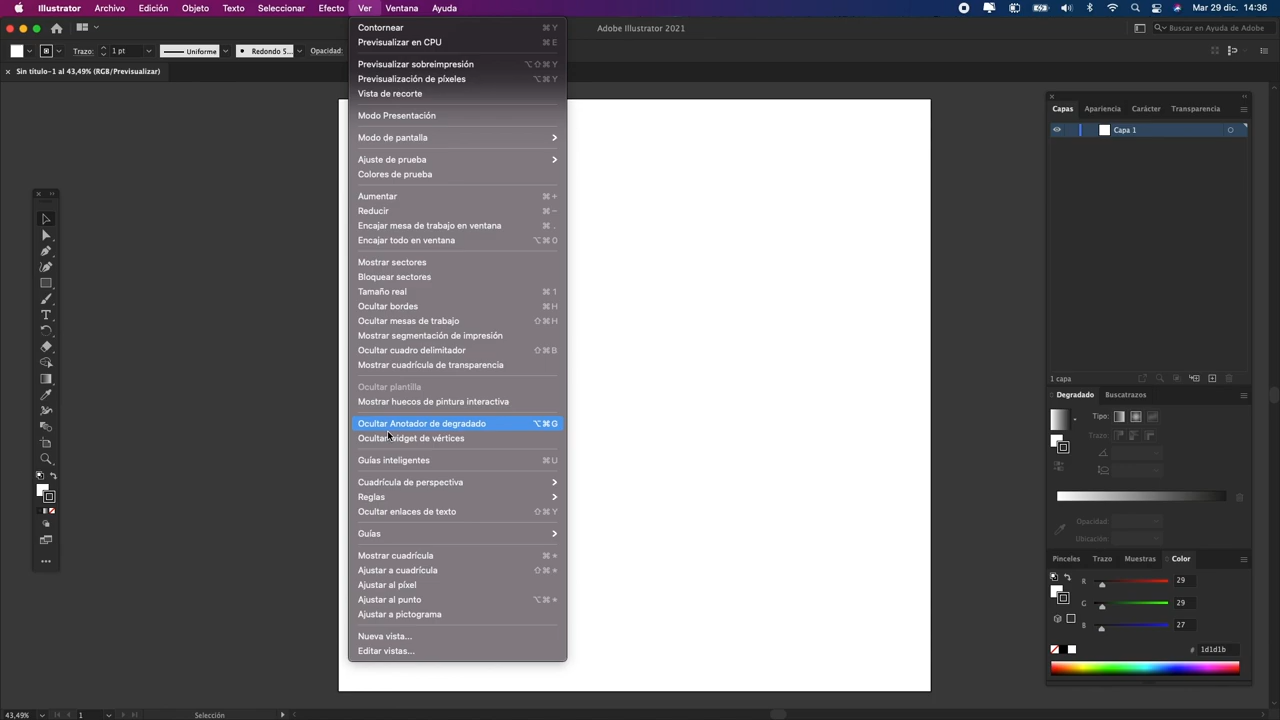 Illustrator Archivo Edición Objeto Texto Seleccionar Efecto Ver Ventana Ayuda
Mar 29 dic. 14:36
Adobe Illustrator 2021
Buscar en Ayuda de Adobe
Trazo: 1 pt Uniforme Redondo S... Opacidad:
Sin título-1 al 43,49% (RGB/Previsualizar)
Contornear ⌘Y
Previsualizar en CPU ⌘E
Previsualizar sobreimpresión ⌥⇧⌘Y
Previsualización de píxeles ⌥⌘Y
Vista de recorte
Modo Presentación
Modo de pantalla
Ajuste de prueba
Colores de prueba
Aumentar ⌘+
Reducir ⌘−
Encajar mesa de trabajo en ventana ⌘.
Encajar todo en ventana ⌥⌘0
Mostrar sectores
Bloquear sectores
Tamaño real ⌘1
Ocultar bordes ⌘H
Ocultar mesas de trabajo ⇧⌘H
Mostrar segmentación de impresión
Ocultar cuadro delimitador ⇧⌘B
Mostrar cuadrícula de transparencia
Ocultar plantilla
Mostrar huecos de pintura interactiva
Ocultar Anotador de degradado ⌥⌘G
Ocultar widget de vértices
Guías inteligentes ⌘U
Cuadrícula de perspectiva
Reglas
Ocultar enlaces de texto ⇧⌘Y
Guías
Mostrar cuadrícula ⌘*
Ajustar a cuadrícula ⇧⌘*
Ajustar al píxel
Ajustar al punto ⌥⌘*
Ajustar a pictograma
Nueva vista...
Editar vistas...
Capas Apariencia Carácter Transparencia
Capa 1
1 capa
Degradado Buscatrazos
Tipo:
Trazo:
Opacidad:
Ubicación:
Pinceles Trazo Muestras Color
R 29
G 29
B 27
# 1d1d1b
43,49% 1 Selección